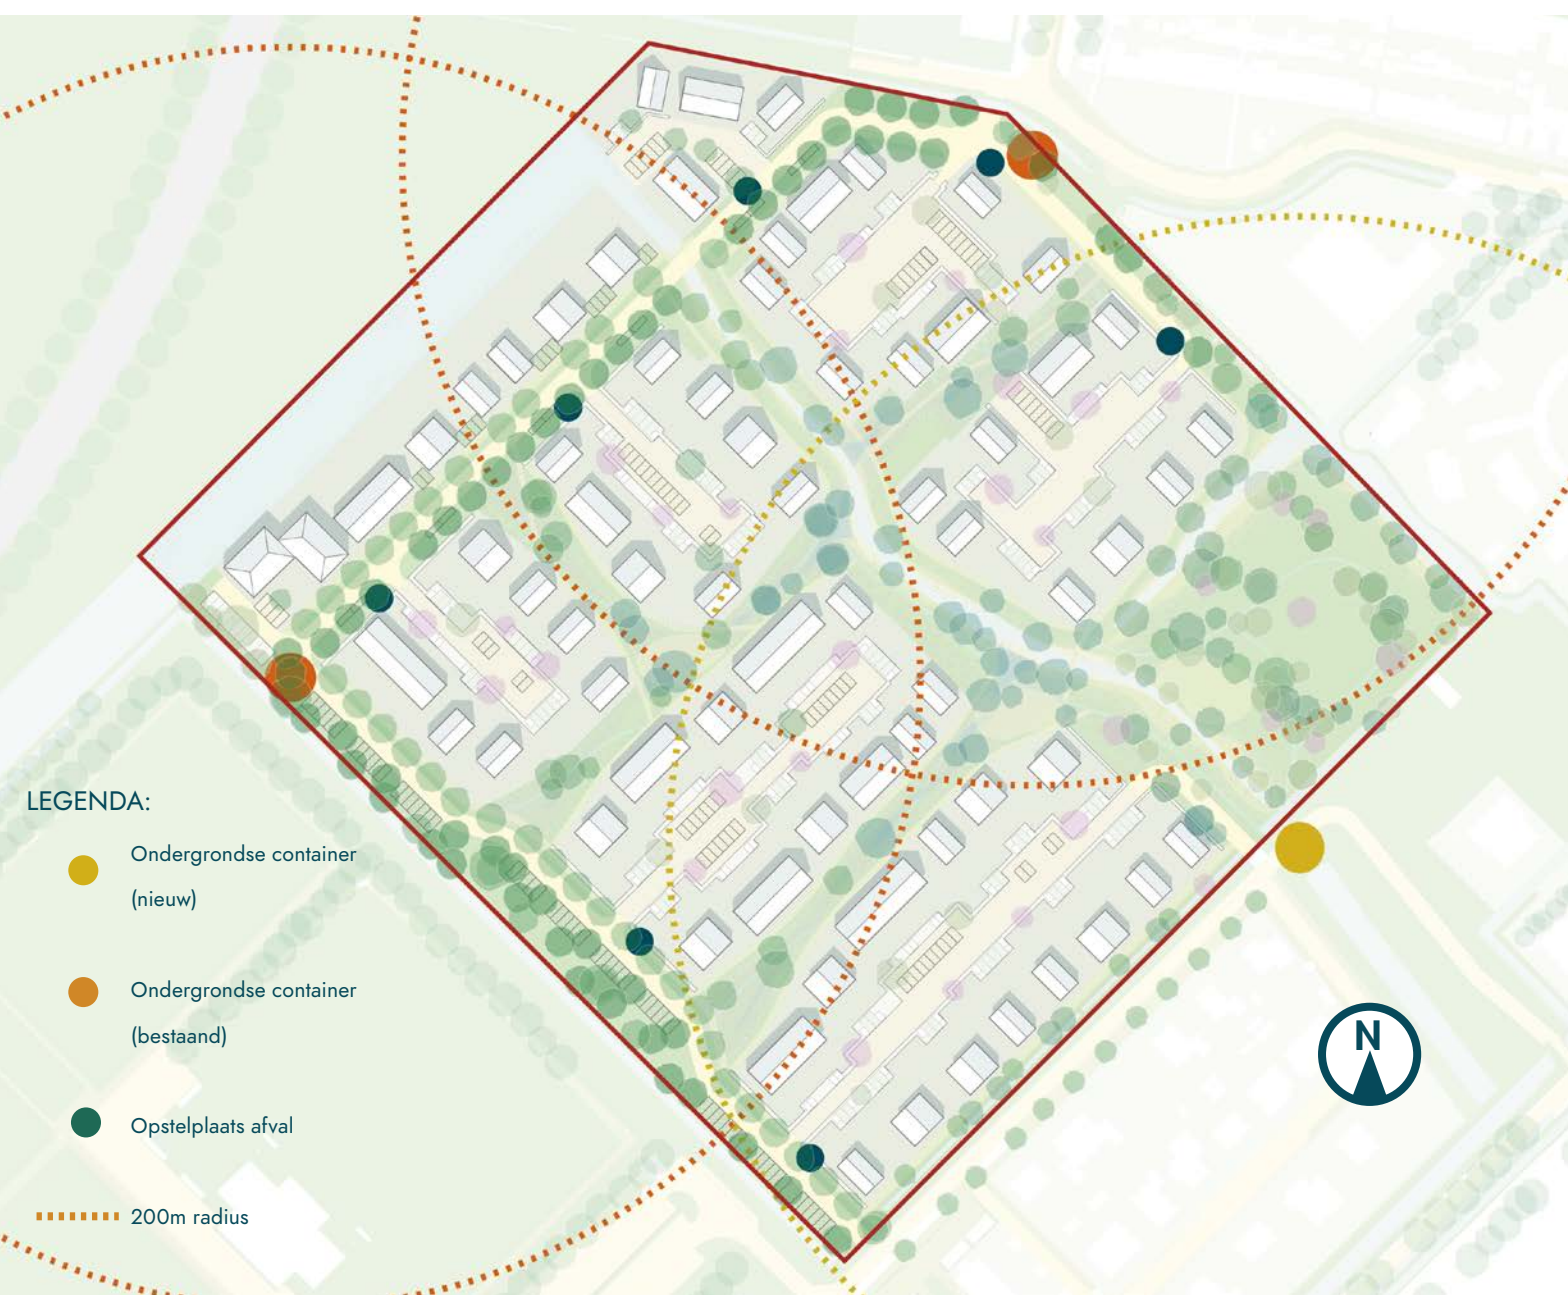 LEGENDA:
Ondergrondse container
(nieuw)
Ondergrondse container
(bestaand)
Opstelplaats afval
200m radius
N